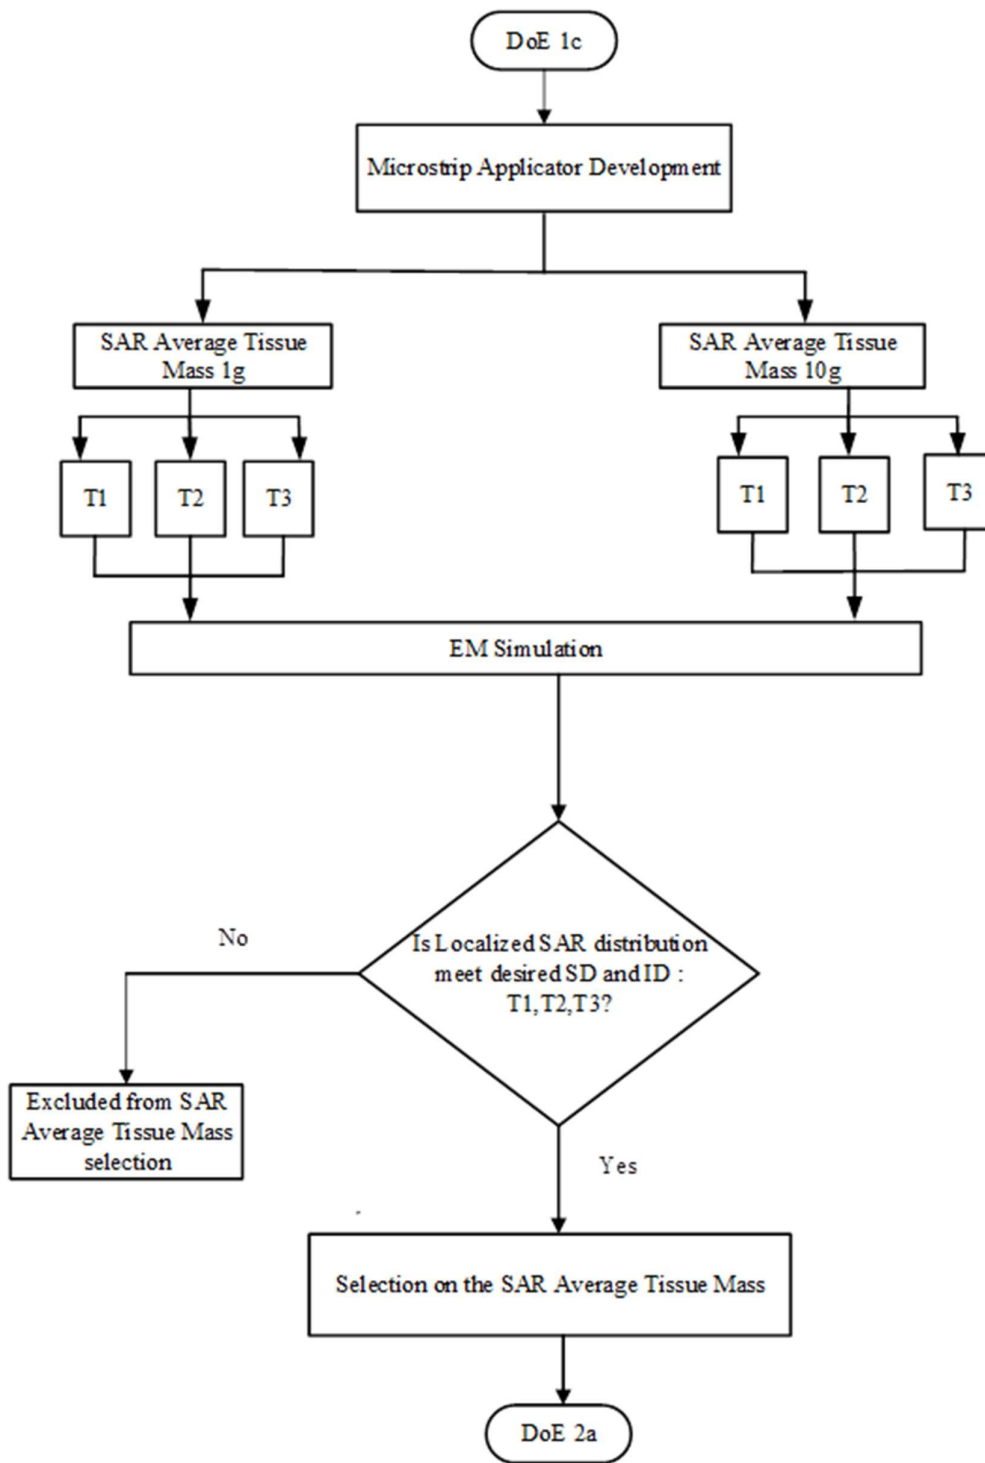 DoE 1c
Microstrip Applicator Development
SAR Average Tissue
Mass 1g
SAR Average Tissue
Mass 10g
T1
T2
T3
T1
T2
T3
EM Simulation
Is Localized SAR distribution
meet desired SD and ID :
T1,T2,T3?
No
Excluded from SAR
Average Tissue Mass
selection
Yes
Selection on the SAR Average Tissue Mass
DoE 2a